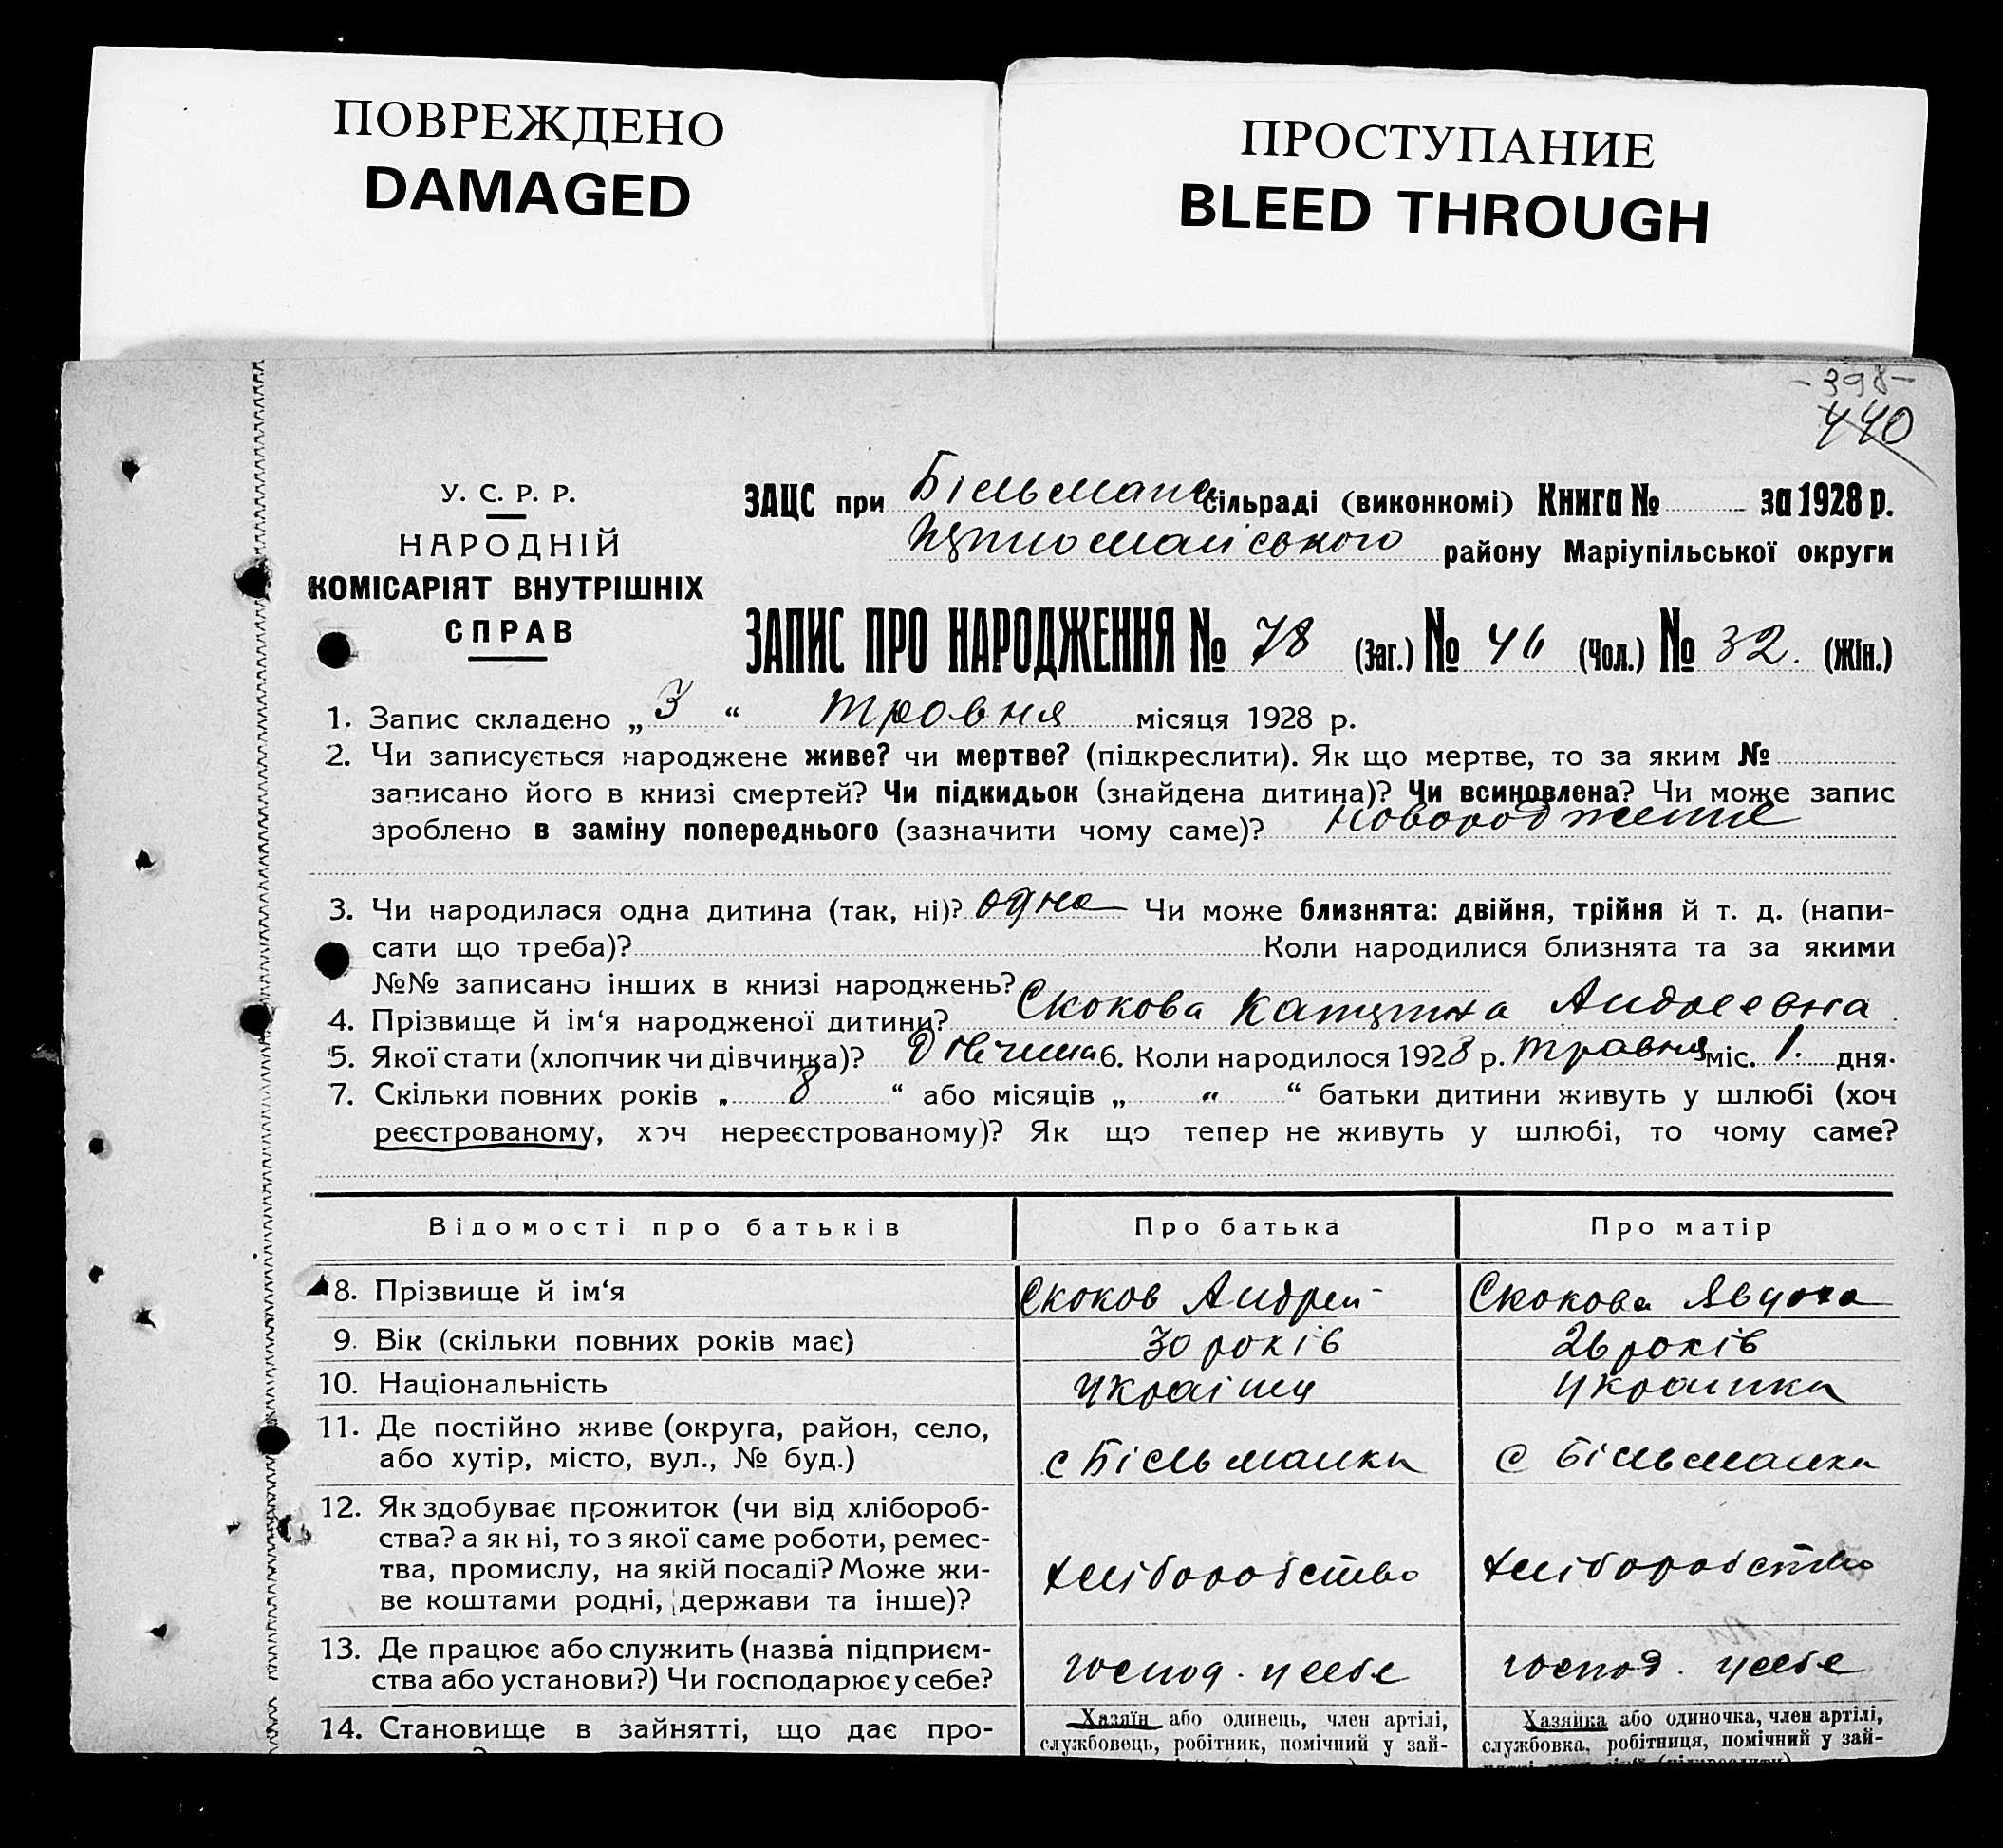 ПОВРЕЖДЕНО
DAMAGED
ПРОСТУПАНИЕ
BLEED THROUGH
-398-
440
У. С. Р. Р.
НАРОДНІЙ
КОМІСАРІЯТ ВНУТРІШНІХ
СПРАВ
ЗАЦС при Більманс сільраді (виконкомі) Книга № за 1928 р.
району Маріупільської округи
ЗАПИС ПРО НАРОДЖЕННЯ № 78 (Заг.) № 46 (Чол.) № 32. (Жін.)
1. Запис складено „ 3 “ тровня місяця 1928 р.
2. Чи записується народжене живе? чи мертве? (підкреслити). Як що мертве, то за яким №
записано його в книзі смертей? Чи підкидьок (знайдена дитина)? Чи всиновлена? Чи може запис
зроблено в заміну попереднього (зазначити чому саме)?
3. Чи народилася одна дитина (так, ні)? одна Чи може близнята: двійня, трійня й т. д. (напи-
сати що треба)? Коли народилися близнята та за якими
№№ записано інших в книзі народжень?
4. Прізвище й ім'я народженої дитини? Скокова Андреевна
5. Якої стати (хлопчик чи дівчинка)? 6. Коли народилося 1928 р. травня міс. 1. дня.
7. Скільки повних років „ 8 “ або місяців „ “ “ батьки дитини живуть у шлюбі (хоч
реєстрованому, хоч нереєстрованому)? Як що тепер не живуть у шлюбі, то чому саме?
Відомості про батьків
Про батька
Про матір
8. Прізвище й ім‘я
Скоков Андрей
Скокова Явдоха
9. Вік (скільки повних років має)
30 років
26 років
10. Національність
українц
українка
11. Де постійно живе (округа, район, село,
або хутір, місто, вул., № буд.)
с Більманка
с Більманка
12. Як здобуває прожиток (чи від хлібороб-
ства? а як ні, то з якої саме роботи, ремес-
тва, промислу, на якій посаді? Може жи-
ве коштами родні, держави та інше)?
хліборобство
хліборобство
13. Де працює або служить (назва підприєм-
ства або установи?) Чи господарює у себе?
господ. у себе
господ. у себе
14. Становище в зайнятті, що дає про-
Хазяїн або одинець, член артілі,
службовець, робітник, помічний у зай-
Хазяйка або одиночка, член артілі,
службовка, робітниця, помічний у зай-